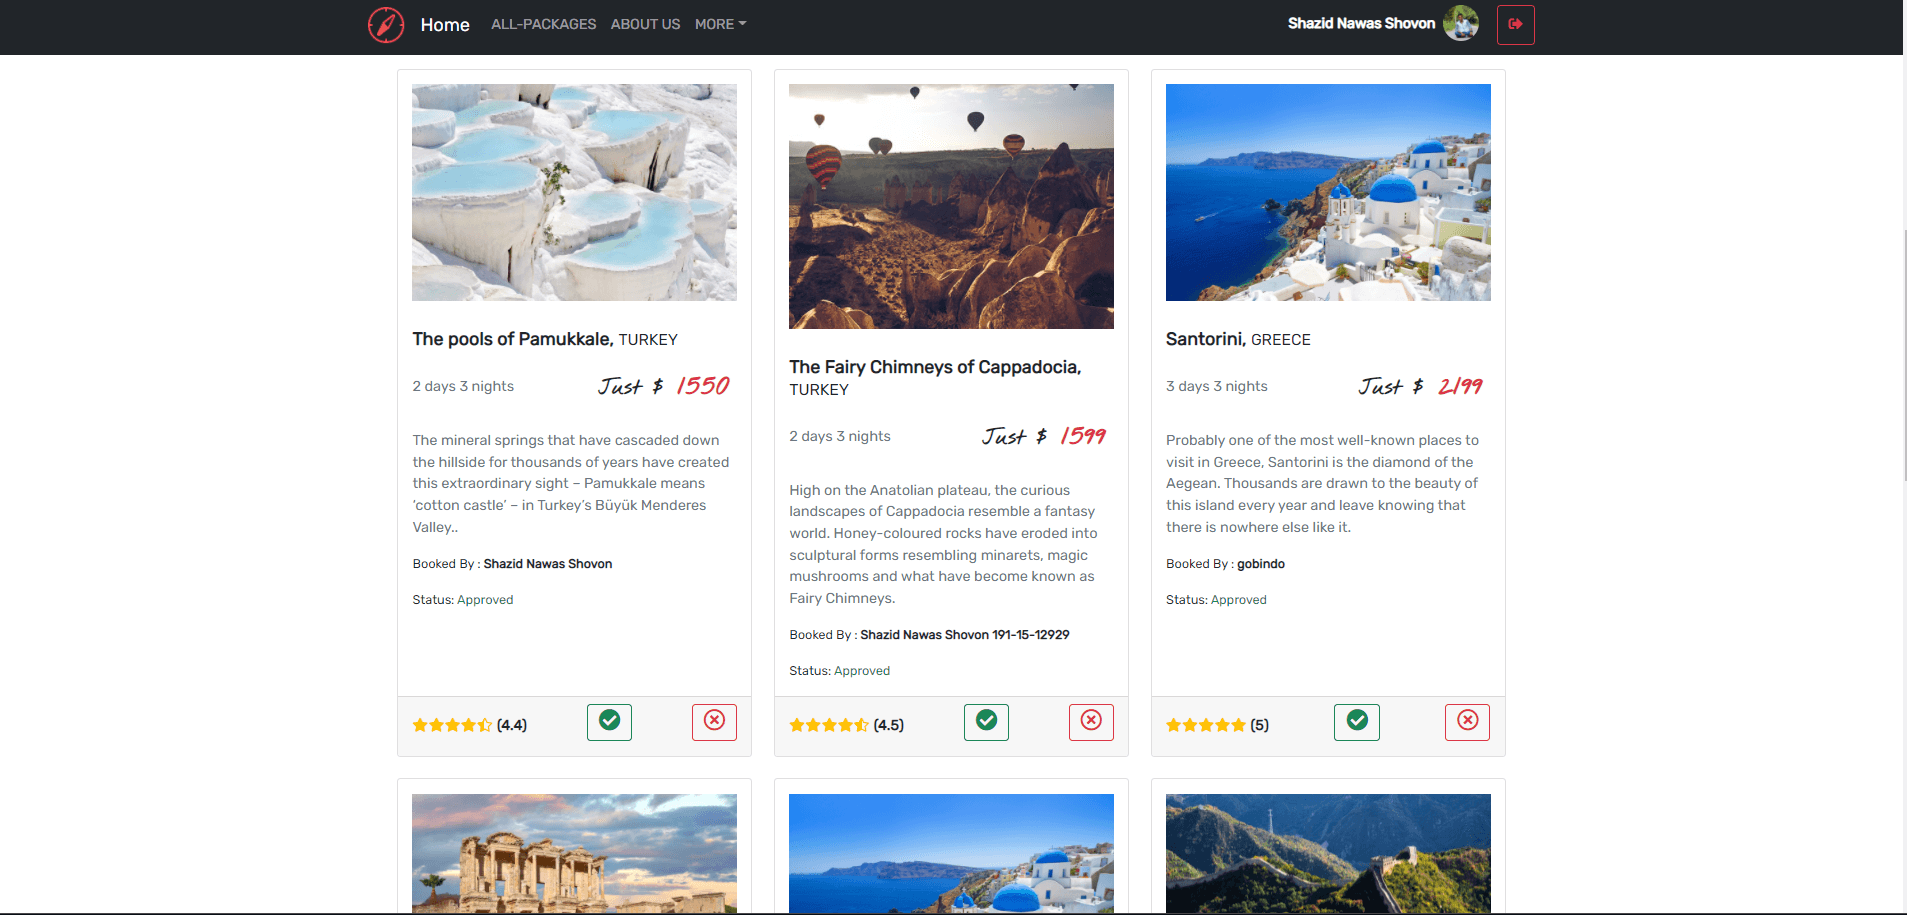 Home ALL-PACKAGES ABOUT US MORE Shazid Nawas Shovon
The pools of Pamukkale, TURKEY
2 days 3 nights Just $ 1550
The mineral springs that have cascaded down
the hillside for thousands of years have created
this extraordinary sight – Pamukkale means
‘cotton castle’ – in Turkey’s Büyük Menderes
Valley..
Booked By : Shazid Nawas Shovon
Status: Approved
(4.4)
The Fairy Chimneys of Cappadocia,
TURKEY
2 days 3 nights Just $ 1599
High on the Anatolian plateau, the curious
landscapes of Cappadocia resemble a fantasy
world. Honey-coloured rocks have eroded into
sculptural forms resembling minarets, magic
mushrooms and what have become known as
Fairy Chimneys.
Booked By : Shazid Nawas Shovon 191-15-12929
Status: Approved
(4.5)
Santorini, GREECE
3 days 3 nights Just $ 2199
Probably one of the most well-known places to
visit in Greece, Santorini is the diamond of the
Aegean. Thousands are drawn to the beauty of
this island every year and leave knowing that
there is nowhere else like it.
Booked By : gobindo
Status: Approved
(5)